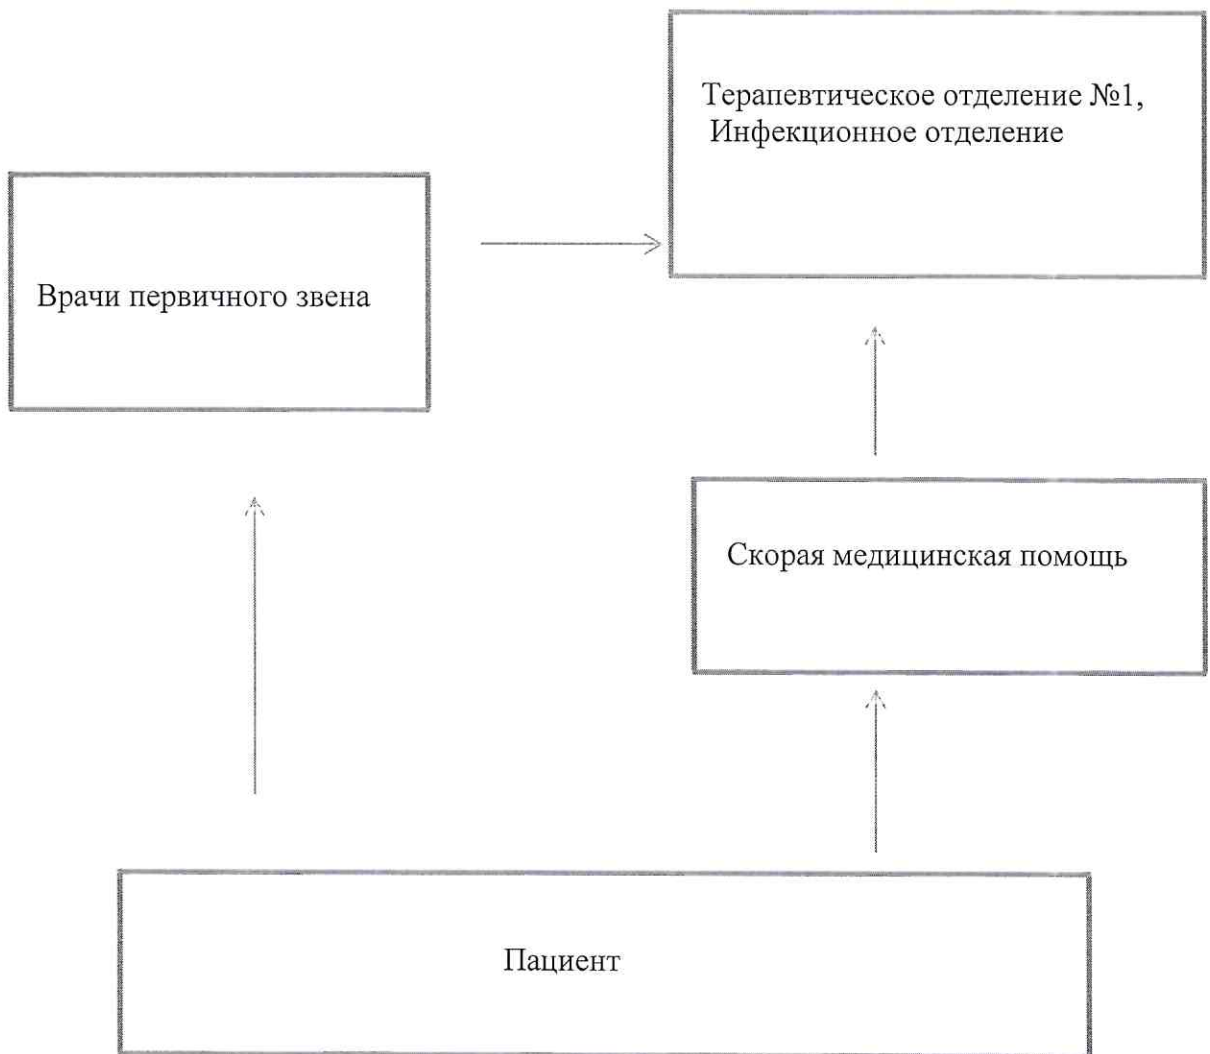 Терапевтическое отделение №1,
Инфекционное отделение
Врачи первичного звена
Скорая медицинская помощь
Пациент